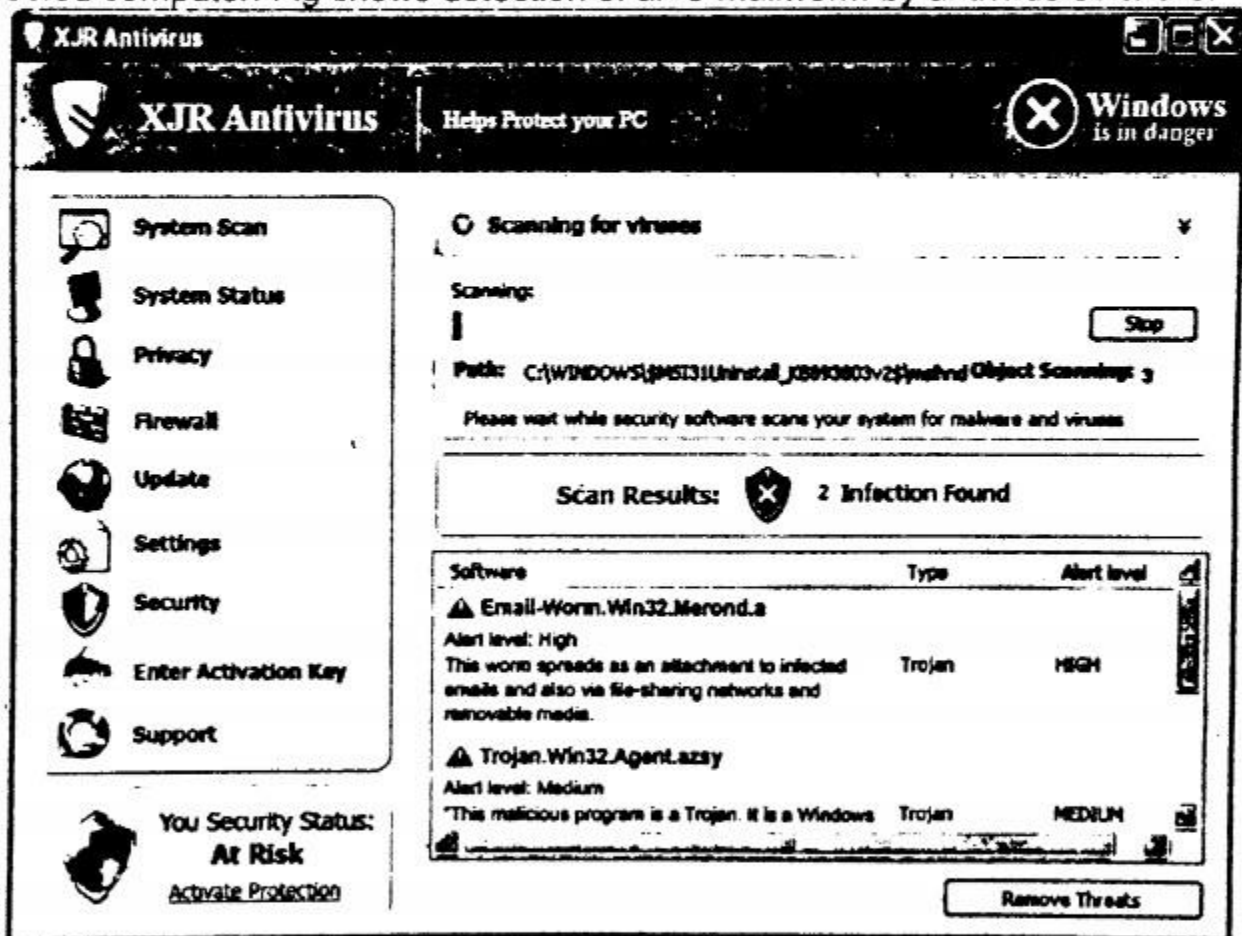 XJR Antivirus
XJR Antivirus
Helps Protect your PC
Windows
is in danger
System Scan
System Status
Privacy
Firewall
Update
Settings
Security
Enter Activation Key
Support
You Security Status:
At Risk
Activate Protection
Scanning for viruses
Scanning:
Stop
Path: C:\WINDOWS\ Object Scanning: 3
Please wait while security software scans your system for malware and viruses
Scan Results: 2 Infection Found
Software Type Alert level
Email-Worm.Win32.Merond.a
Alert level: High
This worm spreads as an attachment to infected Trojan HIGH
emails and also via file-sharing networks and
removable media.
Trojan.Win32.Agent.azsy
Alert level: Medium
"This malicious program is a Trojan. It is a Windows Trojan MEDIUM
Remove Threats